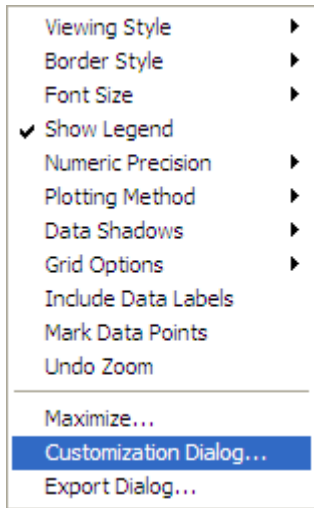 Viewing Style
Border Style
Font Size
Show Legend
Numeric Precision
Plotting Method
Data Shadows
Grid Options
Include Data Labels
Mark Data Points
Undo Zoom
Maximize...
Customization Dialog...
Export Dialog...